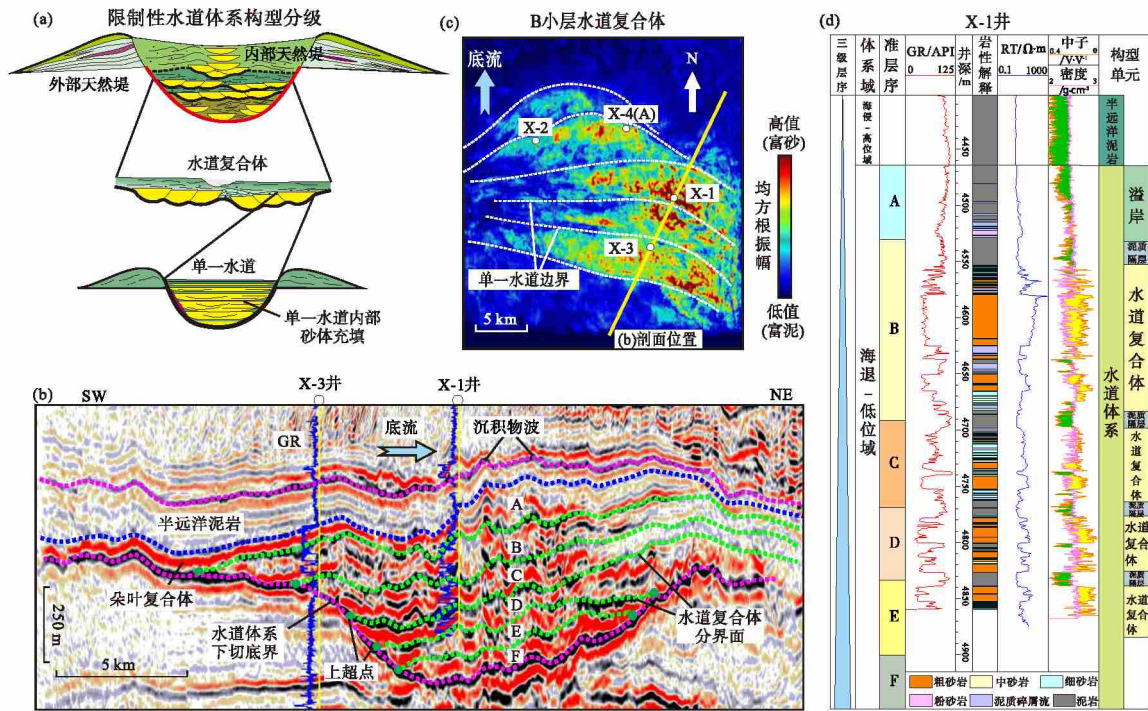 (a)
限制性水道体系构型分级
内部天然堤
外部天然堤
水道复合体
单一水道
单一水道内部
砂体充填
(c)
B小层水道复合体
底流
N
X-2
X-4(A)
X-1
X-3
单一水道边界
5 km
(b)剖面位置
高值
(富砂)
均方根振幅
低值
(富泥)
(b)
SW
X-3井
X-1井
NE
GR
底流
沉积物波
半远洋泥岩
A
B
C
D
E
F
朵叶复合体
水道体系
下切底界
上超点
水道复合体
分界面
250 m
5 km
(d)
X-1井
三级层序
体系域
准层序
GR/API
0 125
井深/m
岩性解释
RT/Ω·m
0.1 1000
中子
0.4 0
/V·V⁻¹
密度
2 3
/g·cm⁻³
构型
单元
海侵-高位域
海退-低位域
A
B
C
D
E
F
4450
4500
4550
4600
4650
4700
4750
4800
4850
4900
半远洋泥岩
溢岸
泥质
隔层
水道复合体
泥质
隔层
水道复合体
泥质
隔层
水道复合体
泥质
隔层
水道复合体
水道体系
粗砂岩
中砂岩
细砂岩
粉砂岩
泥质碎屑流
泥岩